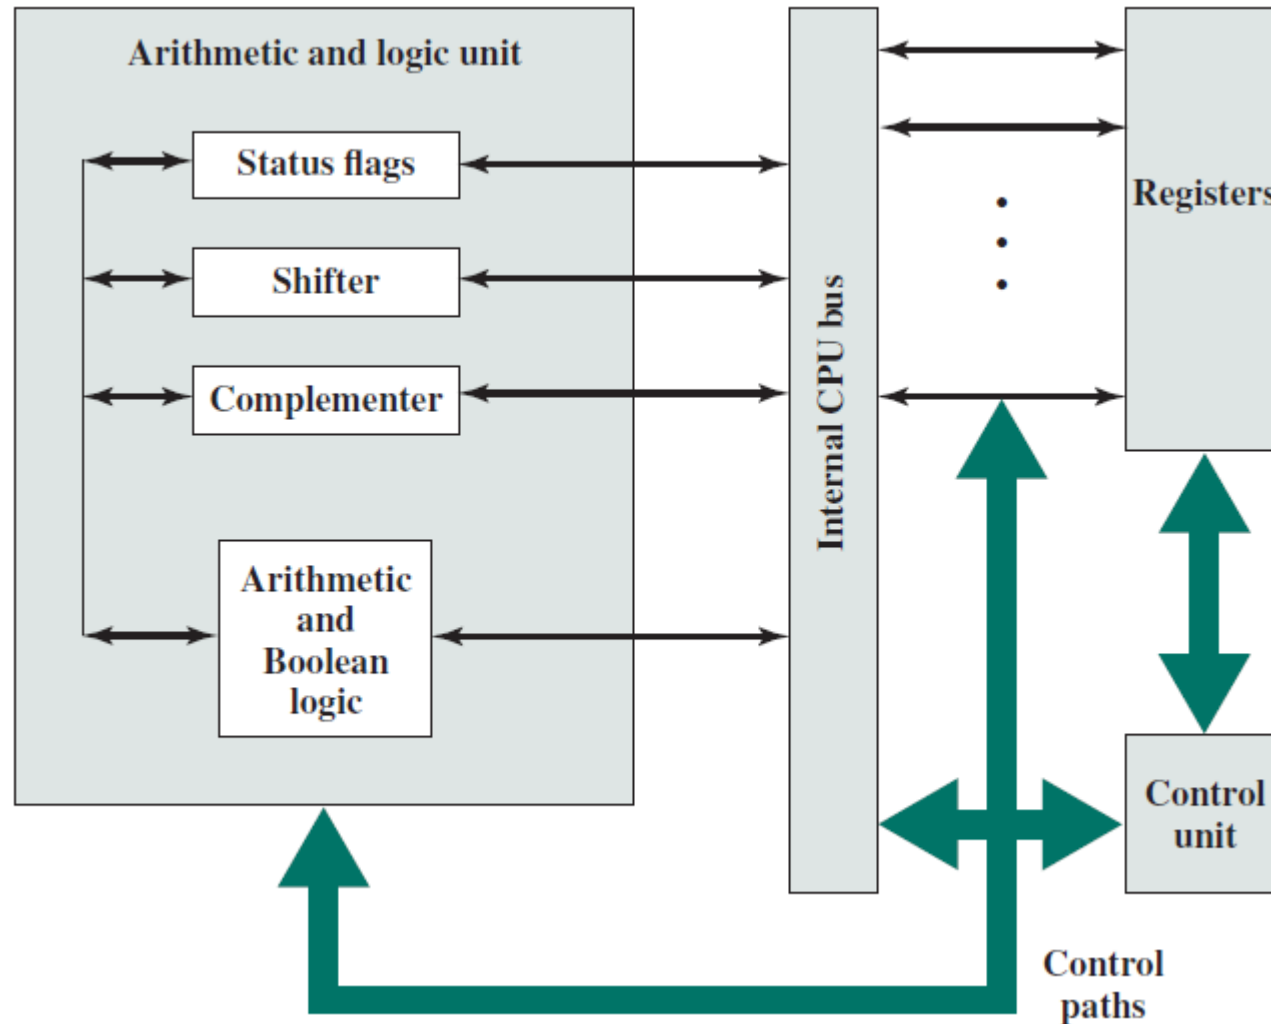 Arithmetic and logic unit
Status flags
Shifter
Complementer
Arithmetic
and
Boolean
logic
Internal CPU bus
Registers
Control
unit
Control
paths